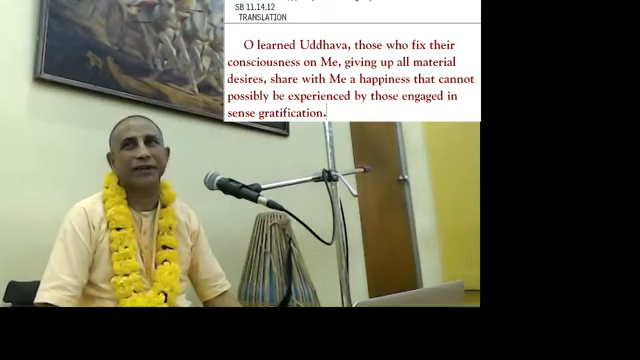 SB 11.14.12
TRANSLATION
O learned Uddhava, those who fix their
consciousness on Me, giving up all material
desires, share with Me a happiness that cannot
possibly be experienced by those engaged in
sense gratification.